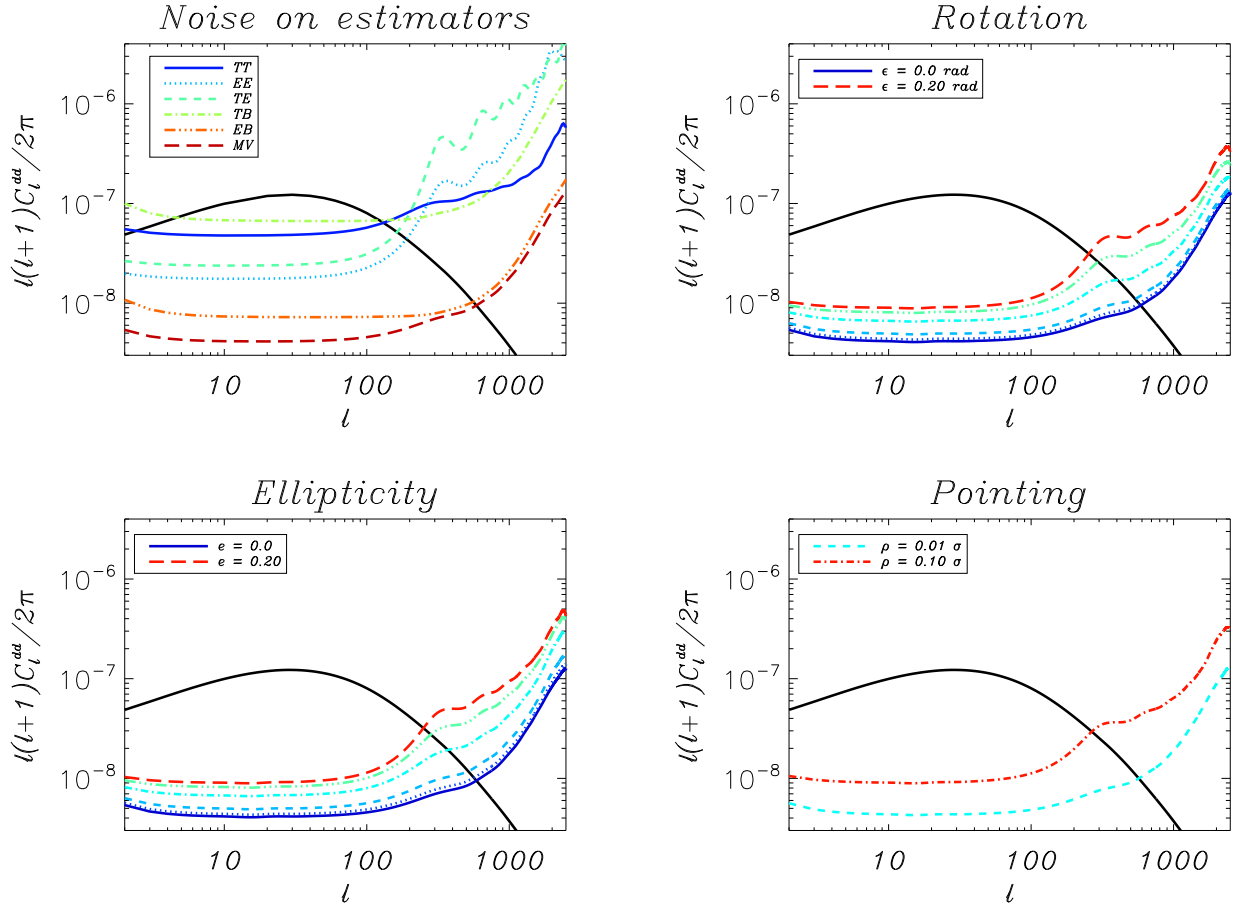 Noise on estimators
l(l+1)C_l^dd/2π
10^-6
10^-7
10^-8
TT
EE
TE
TB
EB
MV
10 100 1000
l
Rotation
l(l+1)C_l^dd/2π
10^-6
10^-7
10^-8
ϵ = 0.0 rad
ϵ = 0.20 rad
10 100 1000
l
Ellipticity
l(l+1)C_l^dd/2π
10^-6
10^-7
10^-8
e = 0.0
e = 0.20
10 100 1000
l
Pointing
l(l+1)C_l^dd/2π
10^-6
10^-7
10^-8
ρ = 0.01 σ
ρ = 0.10 σ
10 100 1000
l